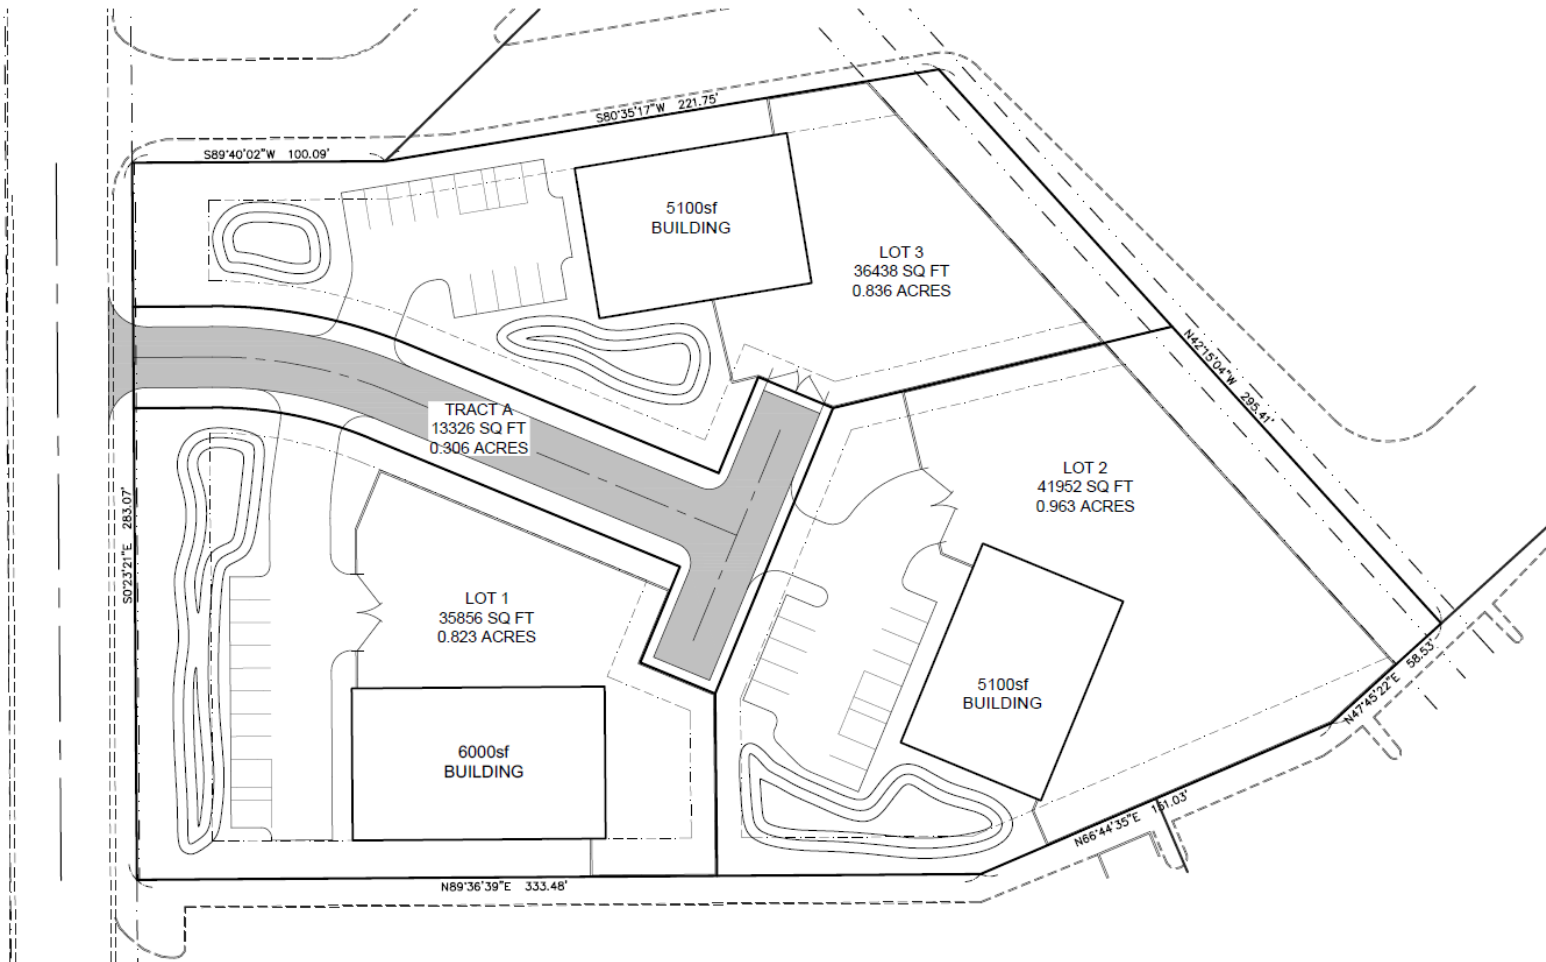 S89°40'02"W 100.09'
S80°35'17"W 221.75'
5100sf
BUILDING
LOT 3
36438 SQ FT
0.836 ACRES
N42°15'04"W 295.41'
TRACT A
13326 SQ FT
0.306 ACRES
LOT 2
41952 SQ FT
0.963 ACRES
S0°23'21"E 283.07'
LOT 1
35856 SQ FT
0.823 ACRES
5100sf
BUILDING
N47°45'22"E 58.53'
6000sf
BUILDING
N66°44'35"E 151.03'
N89°36'39"E 333.48'